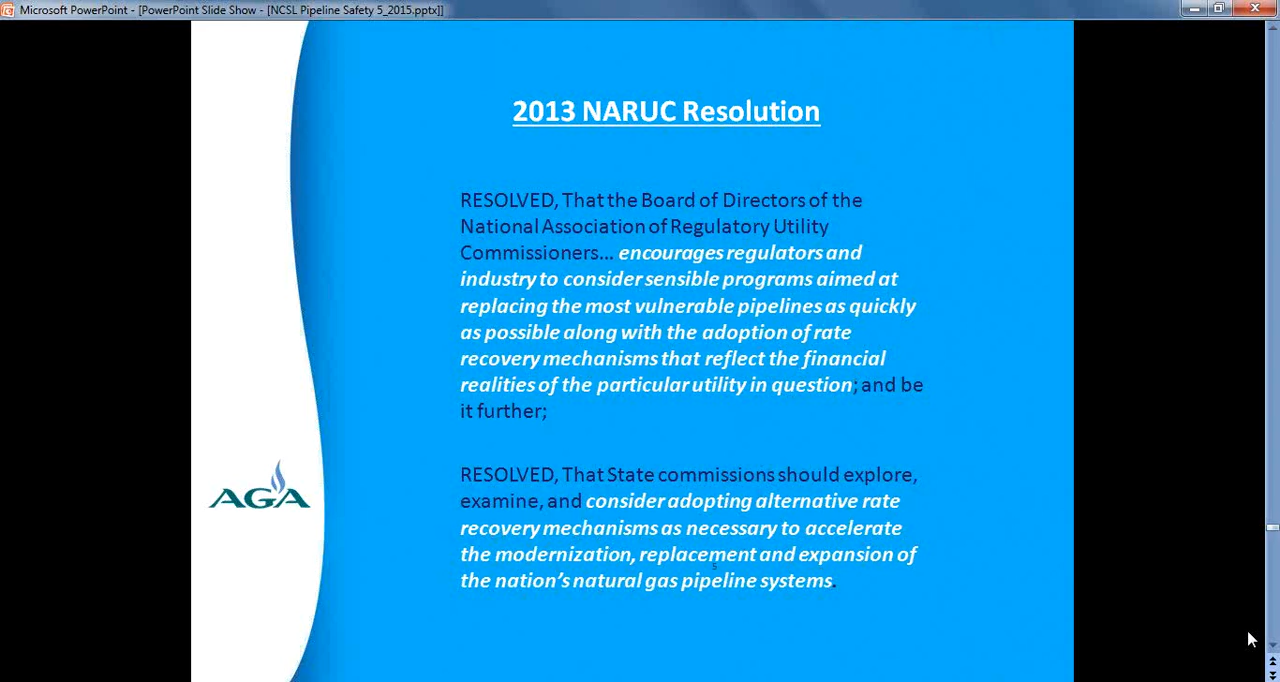 Microsoft PowerPoint - [PowerPoint Slide Show - [NCSL Pipeline Safety 5_2015.pptx]]
2013 NARUC Resolution
RESOLVED, That the Board of Directors of the
National Association of Regulatory Utility
Commissioners... encourages regulators and
industry to consider sensible programs aimed at
replacing the most vulnerable pipelines as quickly
as possible along with the adoption of rate
recovery mechanisms that reflect the financial
realities of the particular utility in question; and be
it further;
RESOLVED, That State commissions should explore,
examine, and consider adopting alternative rate
recovery mechanisms as necessary to accelerate
the modernization, replacement and expansion of
5
the nation’s natural gas pipeline systems.
AGA